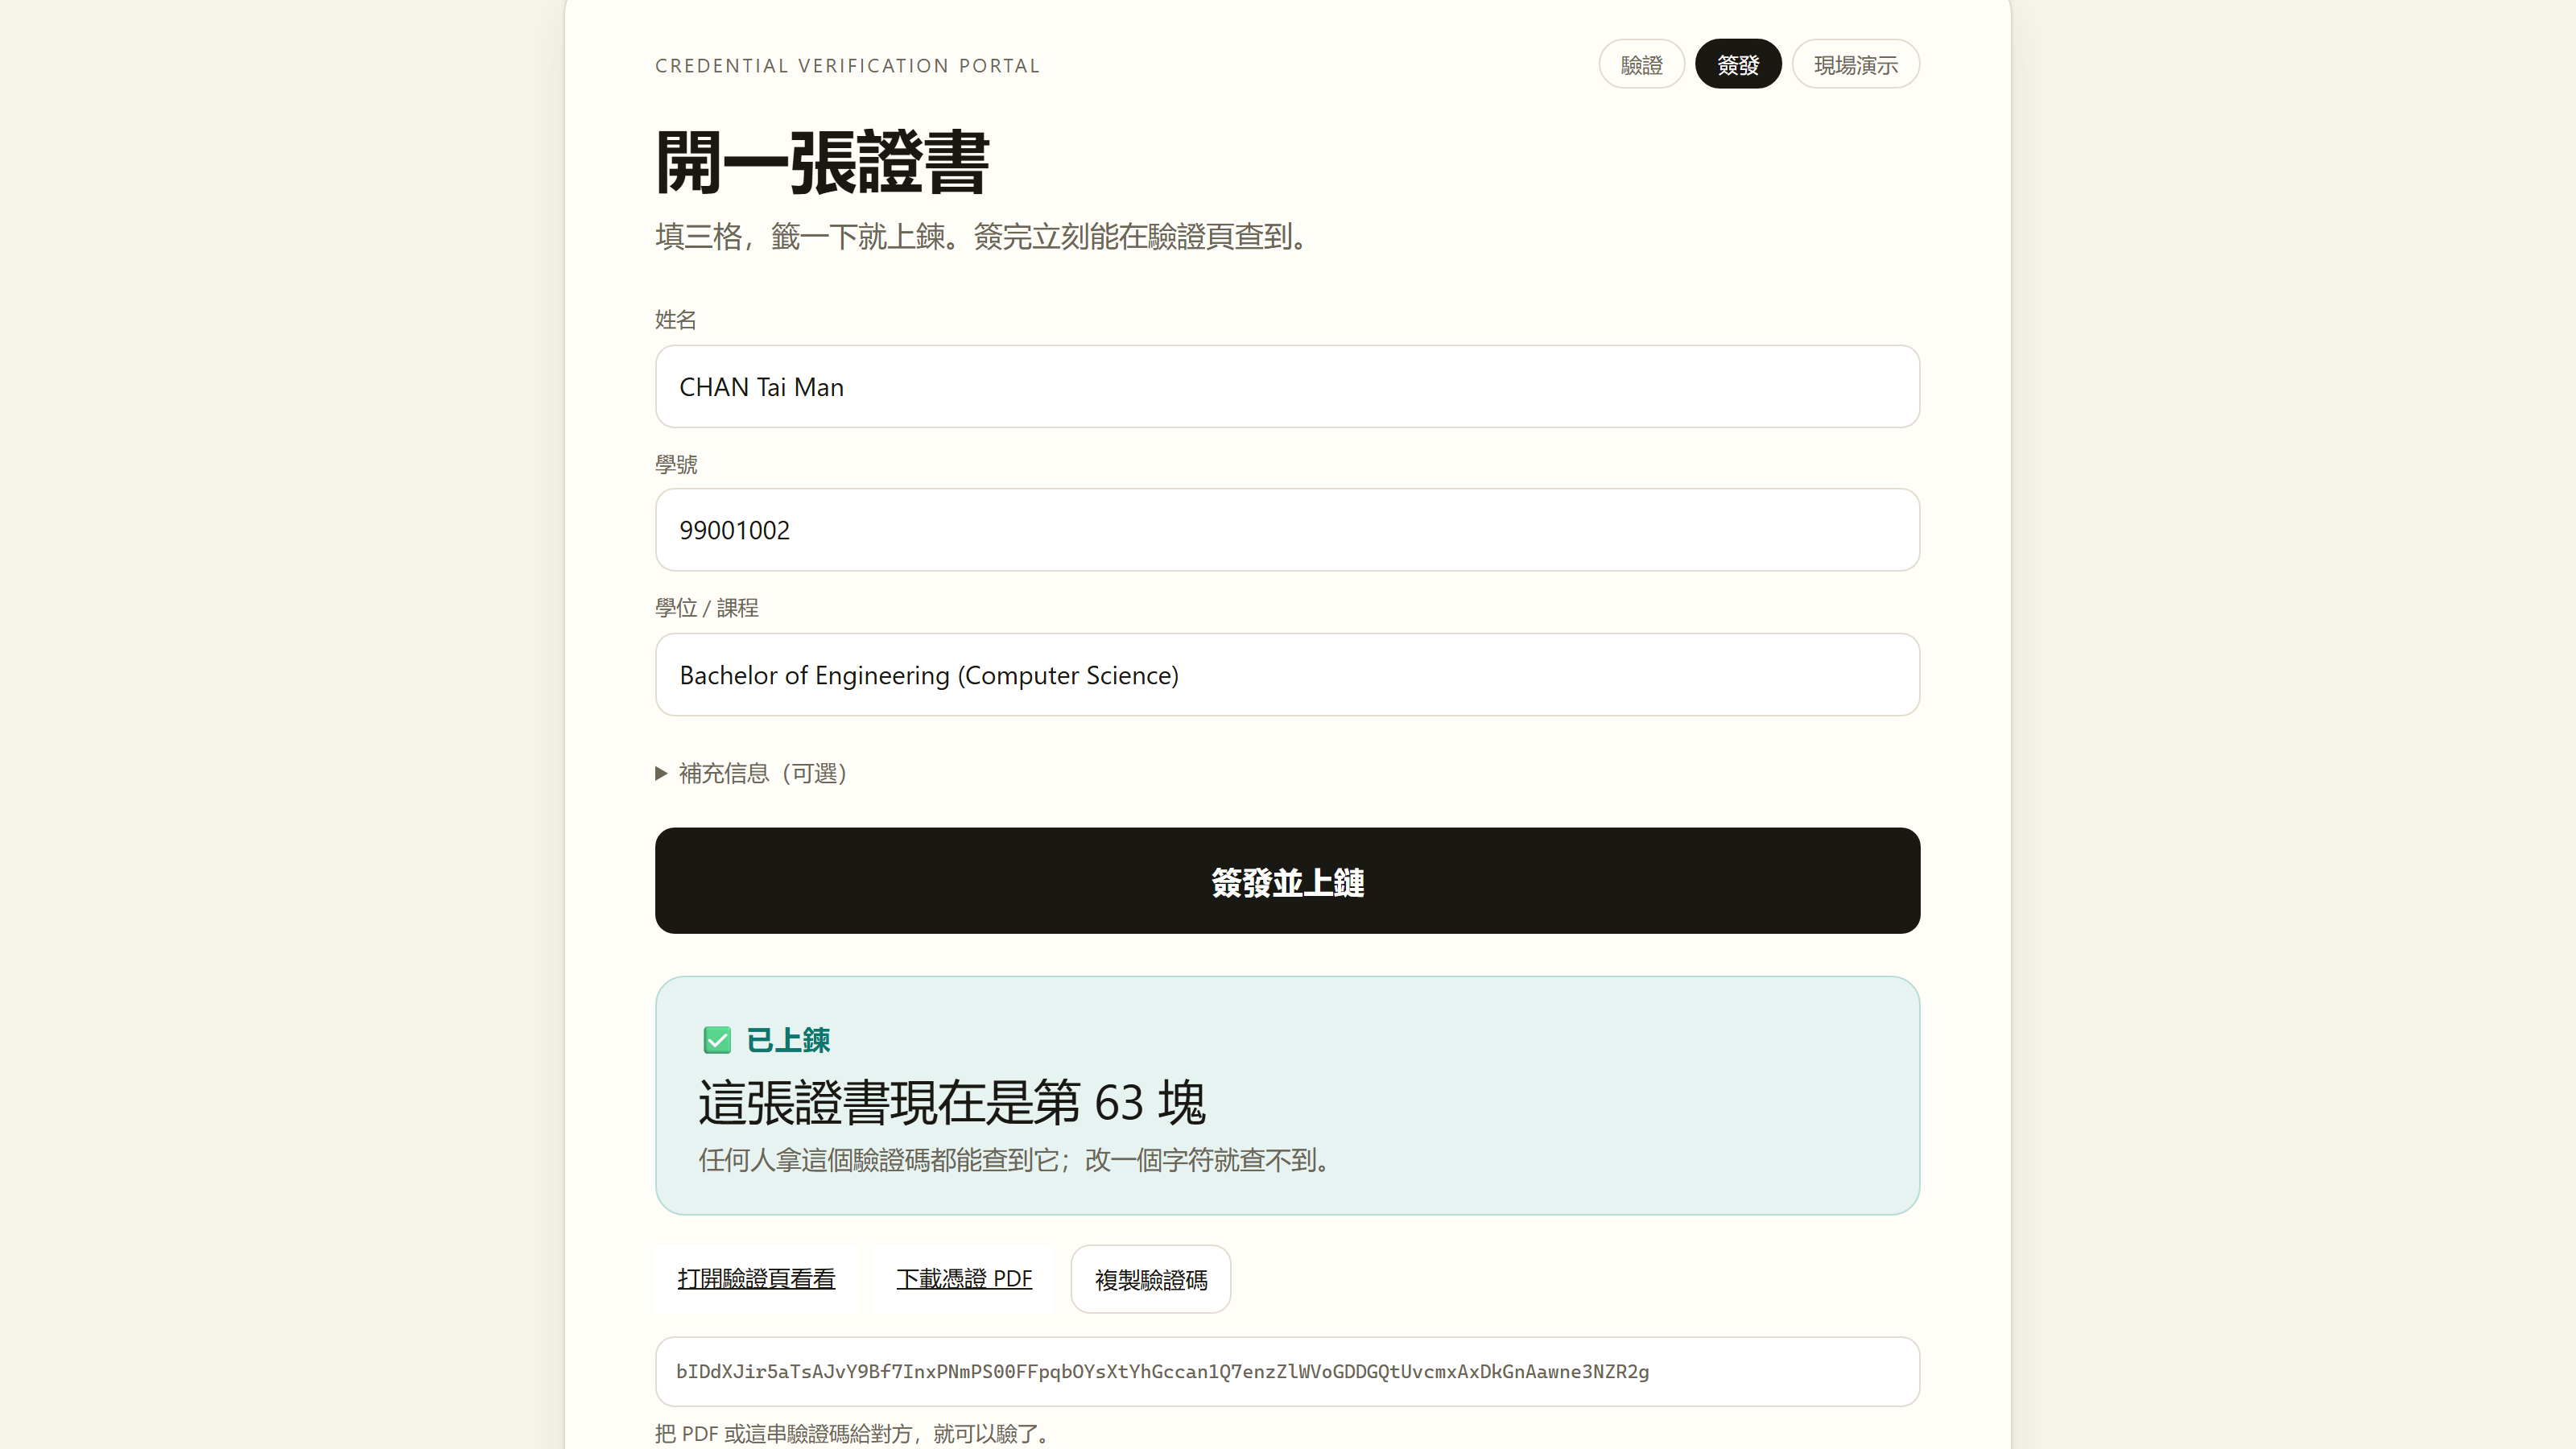 CREDENTIAL VERIFICATION PORTAL
驗證
簽發
現場演示
開一張證書
填三格，籤一下就上鍊。簽完立刻能在驗證頁查到。
姓名
CHAN Tai Man
學號
99001002
學位 / 課程
Bachelor of Engineering (Computer Science)
▶ 補充信息（可選）
簽發並上鏈
✅ 已上鍊
這張證書現在是第 63 塊
任何人拿這個驗證碼都能查到它；改一個字符就查不到。
打開驗證頁看看
下載憑證 PDF
複製驗證碼
bIDdXJir5aTsAJvY9Bf7InxPNmPS00FFpqbOYsXtYhGccan1Q7enzZlWVoGDDGQtUvcmxAxDkGnAawne3NZR2g
把 PDF 或這串驗證碼給對方，就可以驗了。